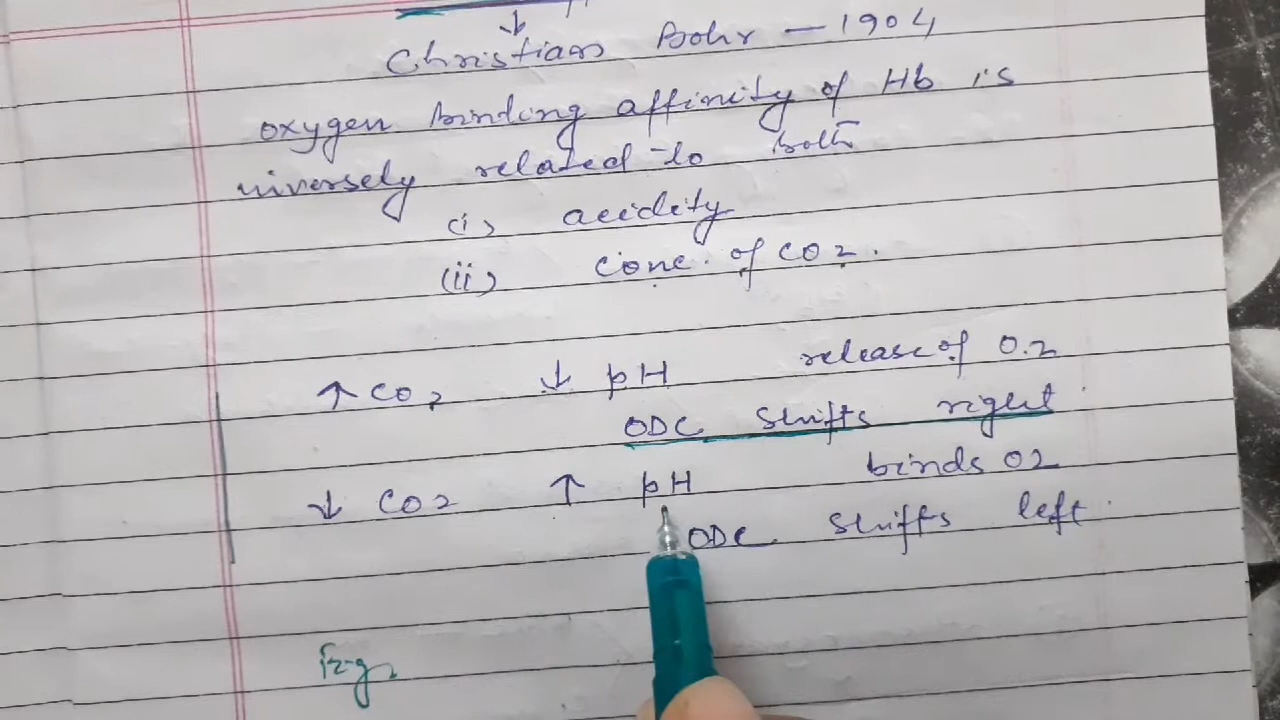 Christian Bohr — 1904
oxygen binding affinity of Hb is
inversely related to both
(i) acidity
(ii) conc. of CO2.
↑ CO2 ↓ pH release of O2
ODC shifts right
↓ CO2 ↑ pH binds O2
ODC shifts left
E.g.